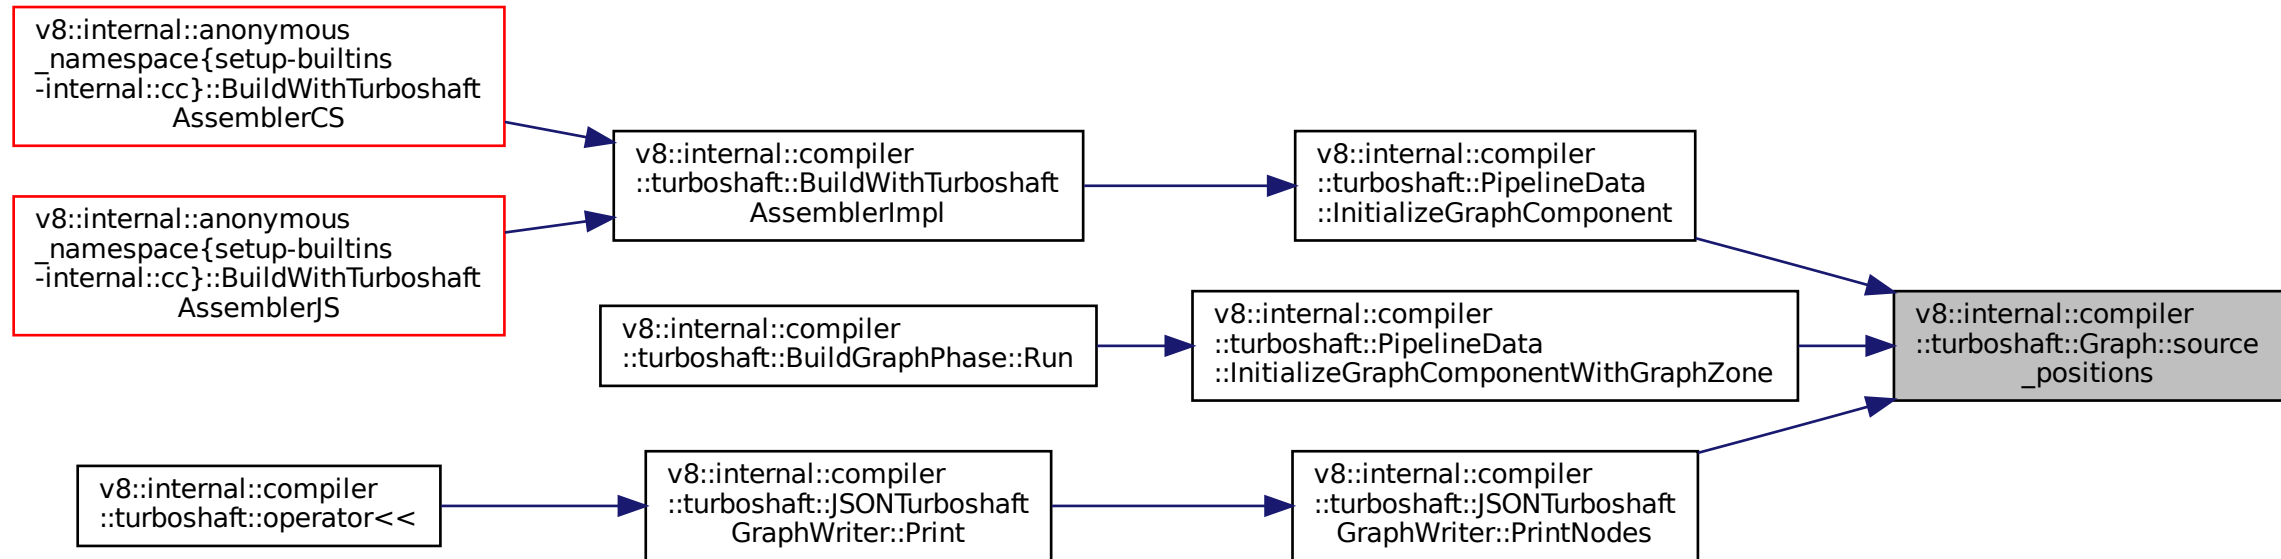 v8::internal::anonymous
_namespace{setup-builtins
-internal::cc}::BuildWithTurboshaft
AssemblerCS
v8::internal::anonymous
_namespace{setup-builtins
-internal::cc}::BuildWithTurboshaft
AssemblerJS
v8::internal::compiler
::turboshaft::BuildWithTurboshaft
AssemblerImpl
v8::internal::compiler
::turboshaft::PipelineData
::InitializeGraphComponent
v8::internal::compiler
::turboshaft::BuildGraphPhase::Run
v8::internal::compiler
::turboshaft::PipelineData
::InitializeGraphComponentWithGraphZone
v8::internal::compiler
::turboshaft::Graph::source
_positions
v8::internal::compiler
::turboshaft::operator<<
v8::internal::compiler
::turboshaft::JSONTurboshaft
GraphWriter::Print
v8::internal::compiler
::turboshaft::JSONTurboshaft
GraphWriter::PrintNodes